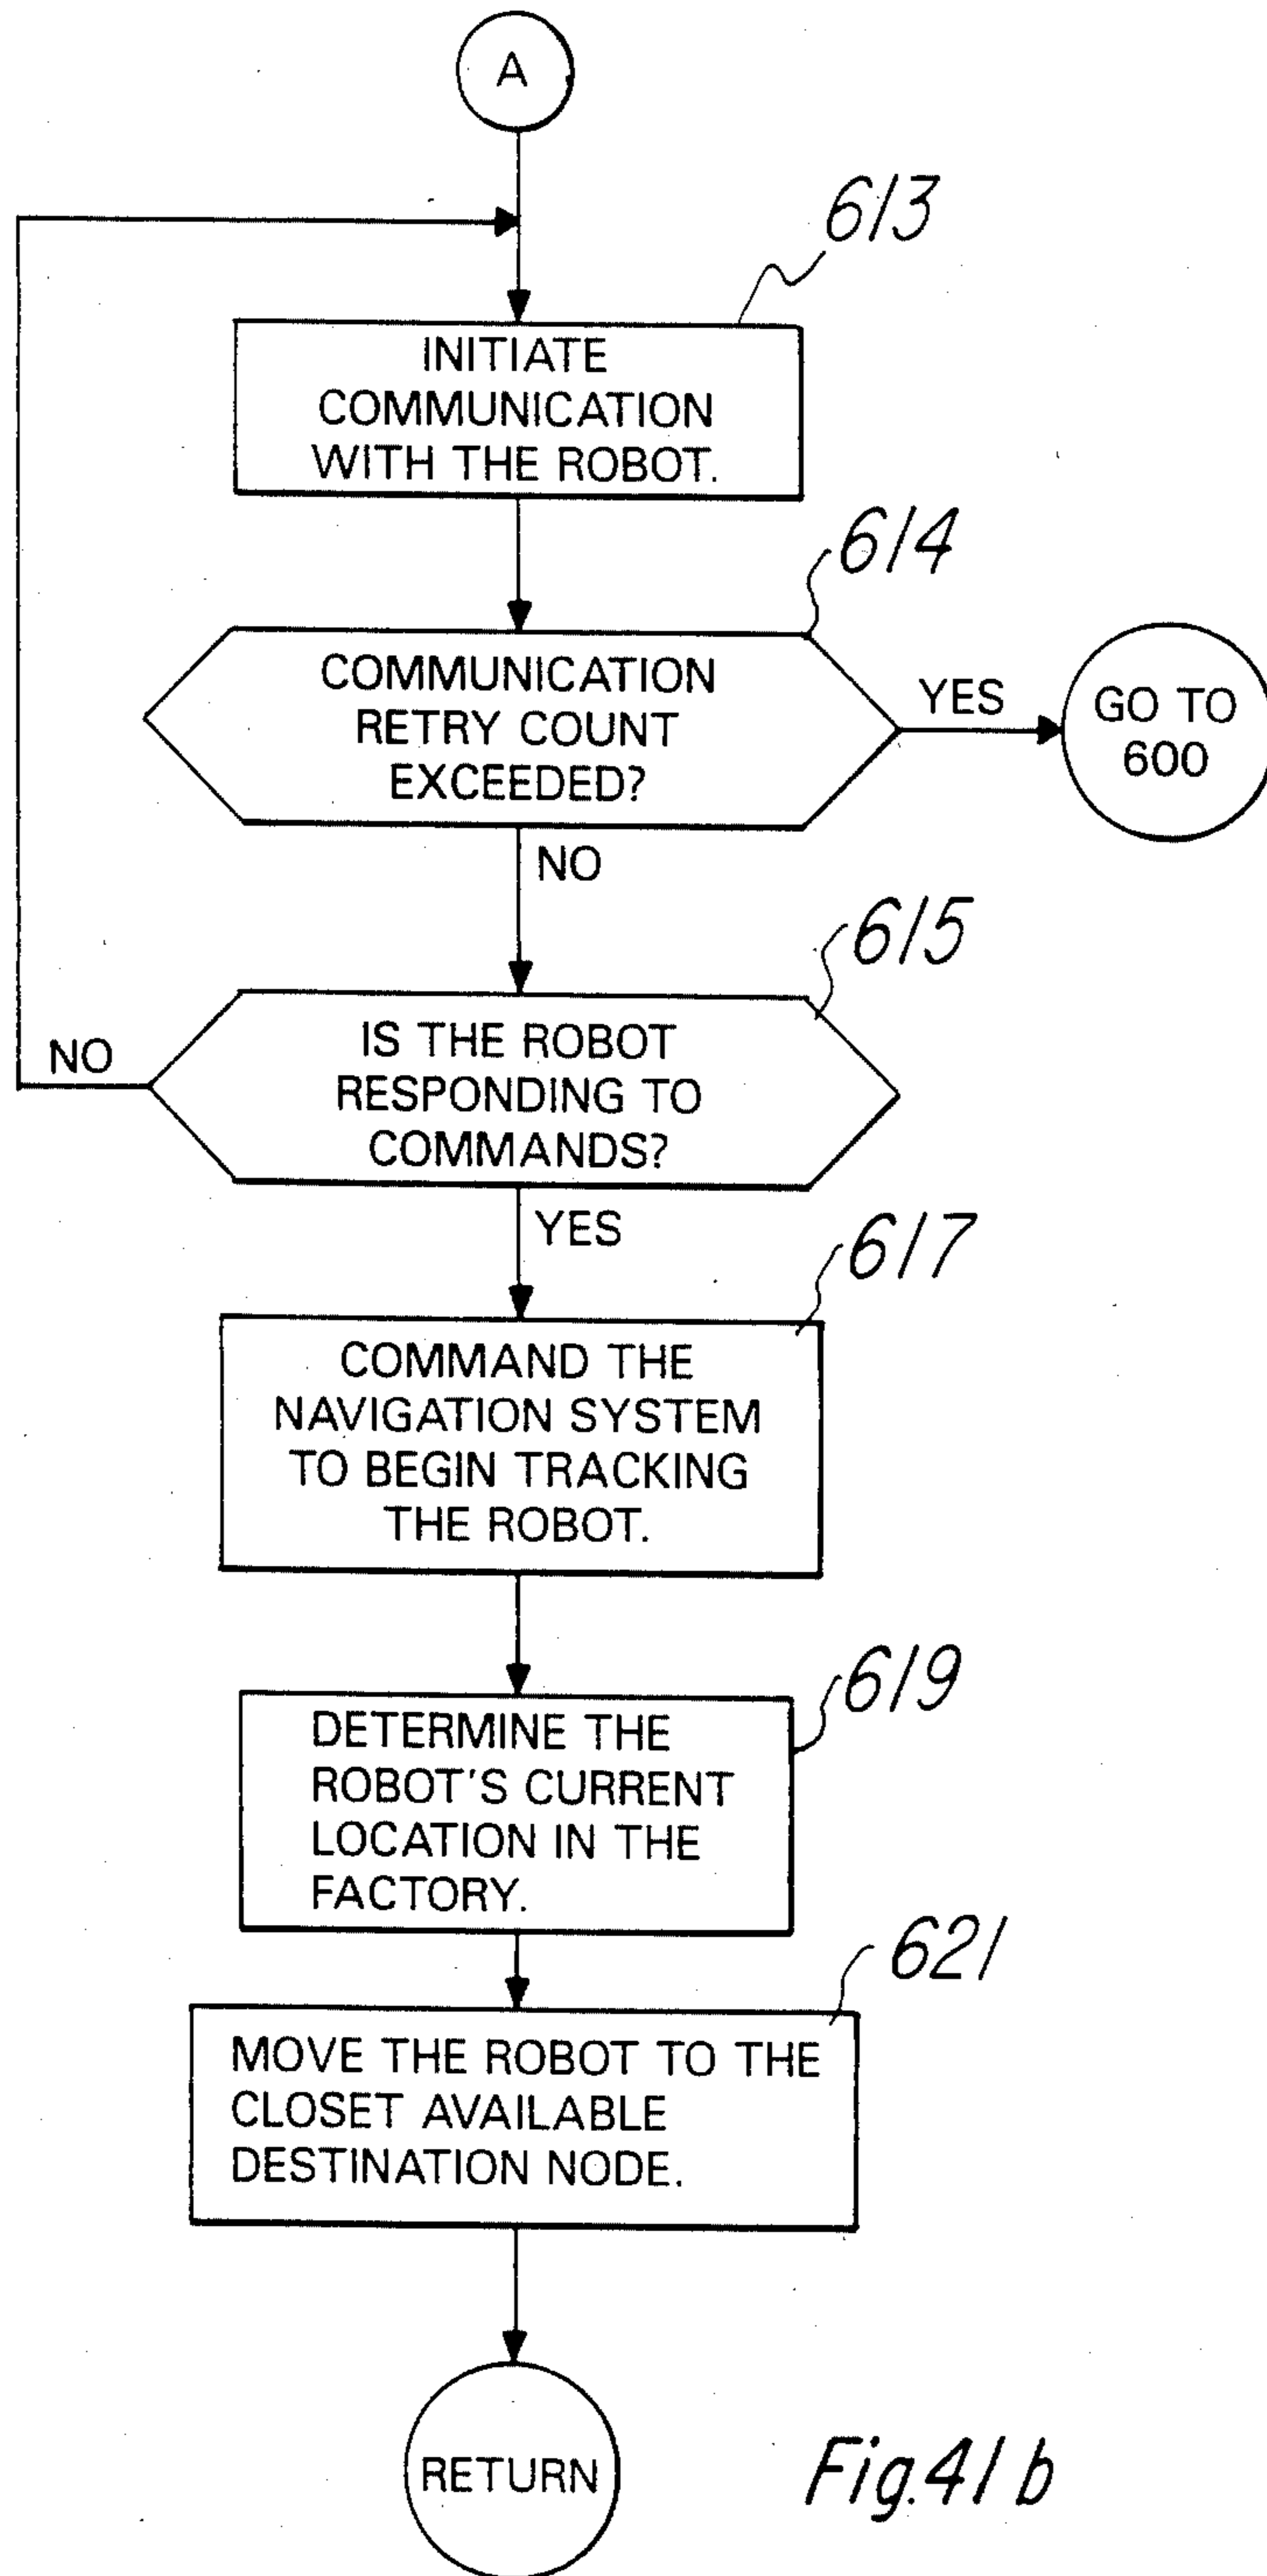 A
613
INITIATE
COMMUNICATION
WITH THE ROBOT.
614
COMMUNICATION
RETRY COUNT
EXCEEDED?
YES
GO TO
600
NO
615
IS THE ROBOT
RESPONDING TO
COMMANDS?
NO
YES
617
COMMAND THE
NAVIGATION SYSTEM
TO BEGIN TRACKING
THE ROBOT.
619
DETERMINE THE
ROBOT'S CURRENT
LOCATION IN THE
FACTORY.
621
MOVE THE ROBOT TO THE
CLOSET AVAILABLE
DESTINATION NODE.
RETURN
Fig.41b